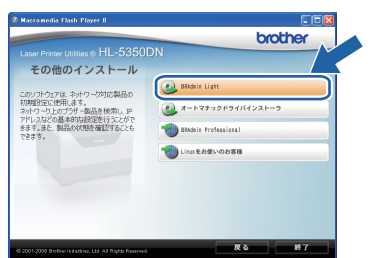 Macromedia Flash Player 8
brother
Laser Printer Utilities © HL-5350DN
その他のインストール
このソフトウェアは、ネットワーク対応製品の
初期設定に使用します。
ネットワーク上のブラザー製品を検索し、IP
アドレスなどの基本的な設定を行うことがで
きます。また、製品の状態を確認することも
できます。
BRAdmin Light
オートマチックドライバインストーラ
BRAdmin Professional
Linuxをお使いのお客様
© 2001-2008 Brother Industries, Ltd. All Rights Reserved.
戻る
終了